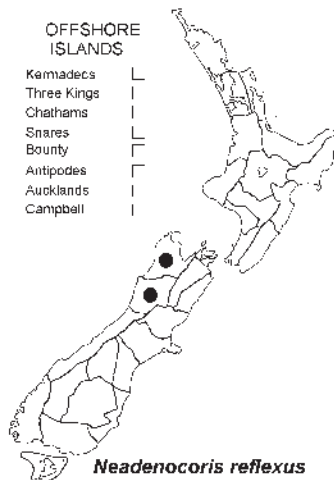 OFFSHORE
ISLANDS
Kermadecs
Three Kings
Chathams
Snares
Bounty
Antipodes
Aucklands
Campbell
Neadenocoris reflexus